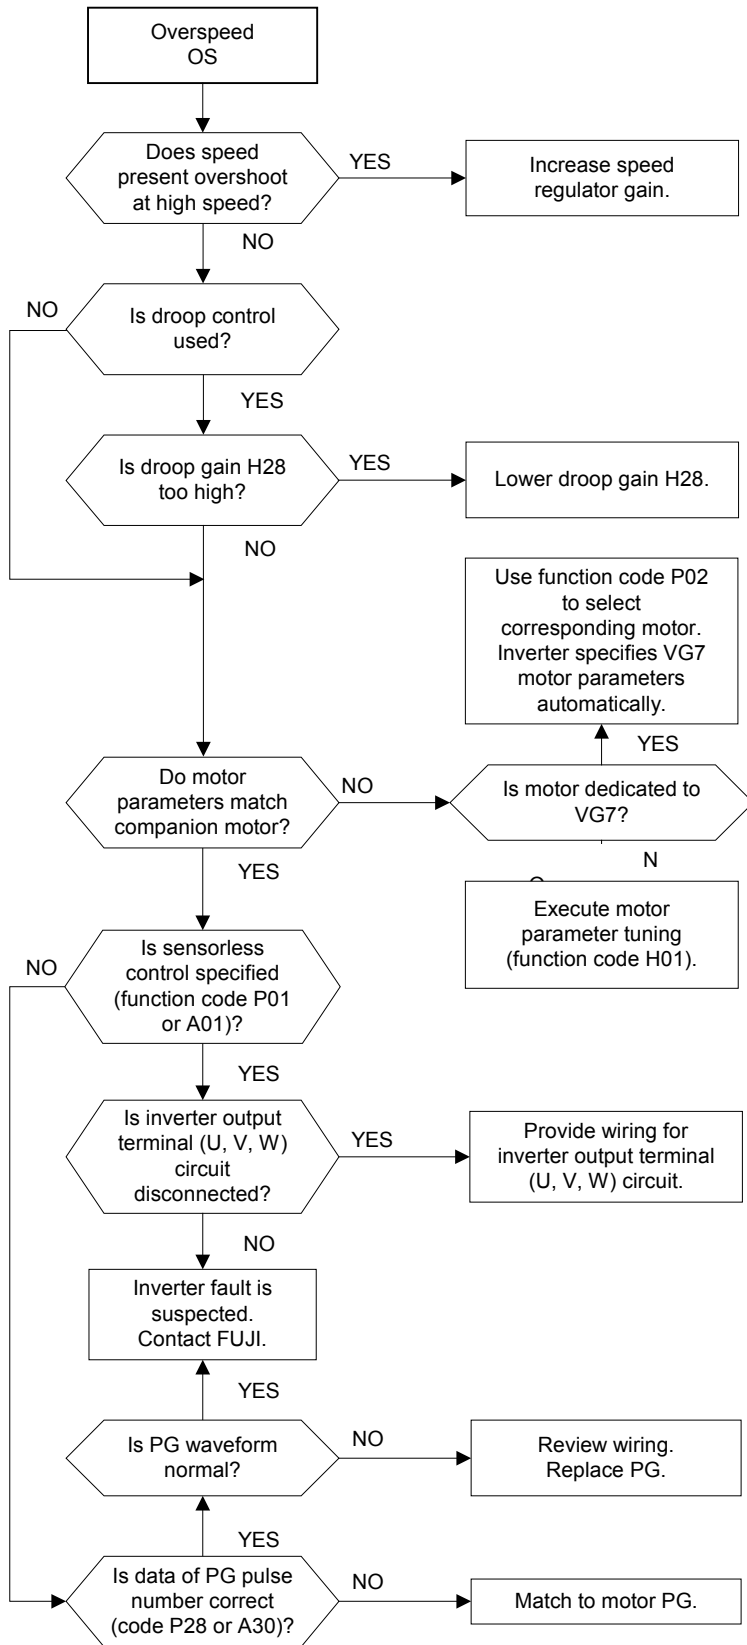 Overspeed
OS
Does speed
present overshoot
at high speed?
YES
Increase speed
regulator gain.
NO
NO
Is droop control
used?
YES
Is droop gain H28
too high?
YES
Lower droop gain H28.
NO
Use function code P02
to select
corresponding motor.
Inverter specifies VG7
motor parameters
automatically.
YES
Do motor
parameters match
companion motor?
NO
Is motor dedicated to
VG7?
N
YES
Execute motor
parameter tuning
(function code H01).
NO
Is sensorless
control specified
(function code P01
or A01)?
YES
Is inverter output
terminal (U, V, W)
circuit
disconnected?
YES
Provide wiring for
inverter output terminal
(U, V, W) circuit.
NO
Inverter fault is
suspected.
Contact FUJI.
YES
Is PG waveform
normal?
NO
Review wiring.
Replace PG.
YES
Is data of PG pulse
number correct
(code P28 or A30)?
NO
Match to motor PG.